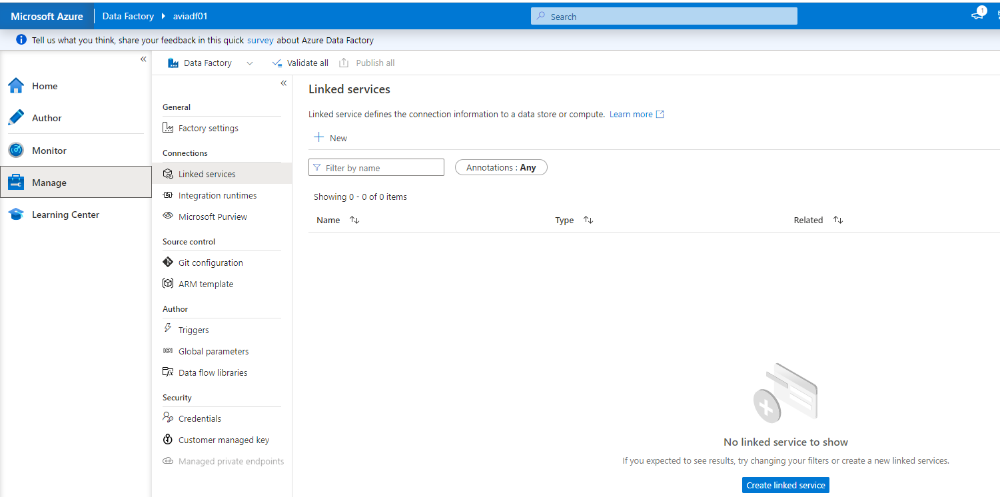 Microsoft Azure Data Factory aviadf01 Search 1
Tell us what you think, share your feedback in this quick survey about Azure Data Factory
Home
Author
Monitor
Manage
Learning Center
Data Factory Validate all Publish all
General
Factory settings
Connections
Linked services
Integration runtimes
Microsoft Purview
Source control
Git configuration
ARM template
Author
Triggers
Global parameters
Data flow libraries
Security
Credentials
Customer managed key
Managed private endpoints
Linked services
Linked service defines the connection information to a data store or compute. Learn more
New
Filter by name Annotations : Any
Showing 0 - 0 of 0 items
Name Type Related
No linked service to show
If you expected to see results, try changing your filters or create a new linked services.
Create linked service